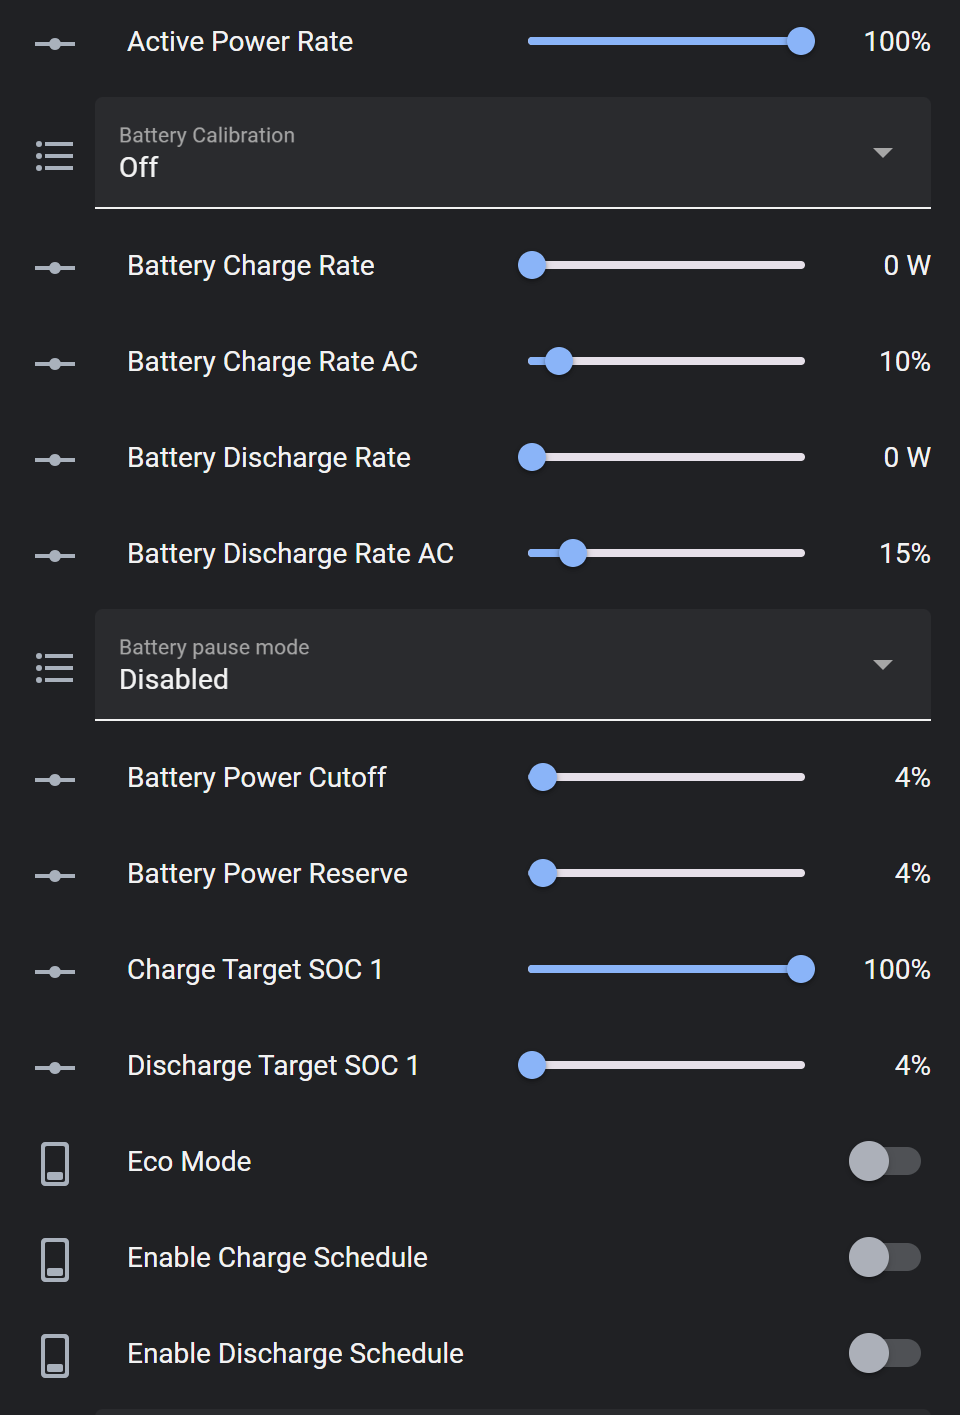 Active Power Rate 100%
Battery Calibration
Off
Battery Charge Rate 0 W
Battery Charge Rate AC 10%
Battery Discharge Rate 0 W
Battery Discharge Rate AC 15%
Battery pause mode
Disabled
Battery Power Cutoff 4%
Battery Power Reserve 4%
Charge Target SOC 1 100%
Discharge Target SOC 1 4%
Eco Mode
Enable Charge Schedule
Enable Discharge Schedule